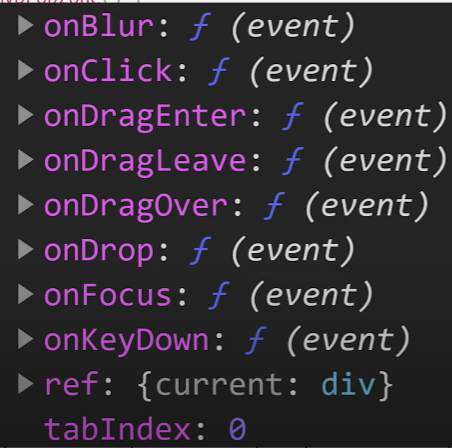 onBlur: ƒ (event)
onClick: ƒ (event)
onDragEnter: ƒ (event)
onDragLeave: ƒ (event)
onDragOver: ƒ (event)
onDrop: ƒ (event)
onFocus: ƒ (event)
onKeyDown: ƒ (event)
ref: {current: div}
tabIndex: 0